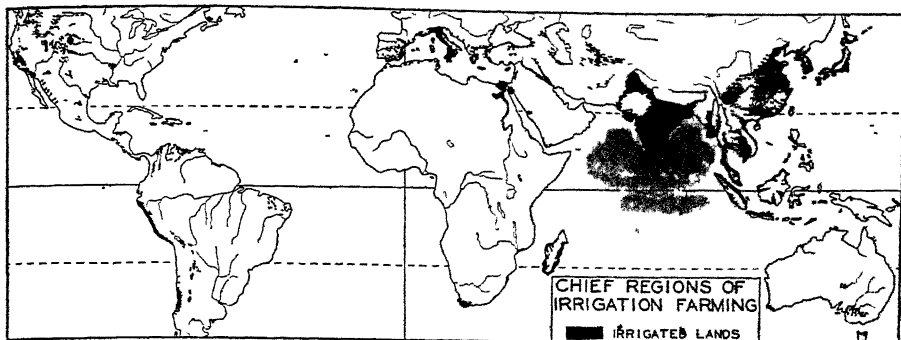 CHIEF REGIONS OF
IRRIGATION FARMING
IRRIGATED LANDS